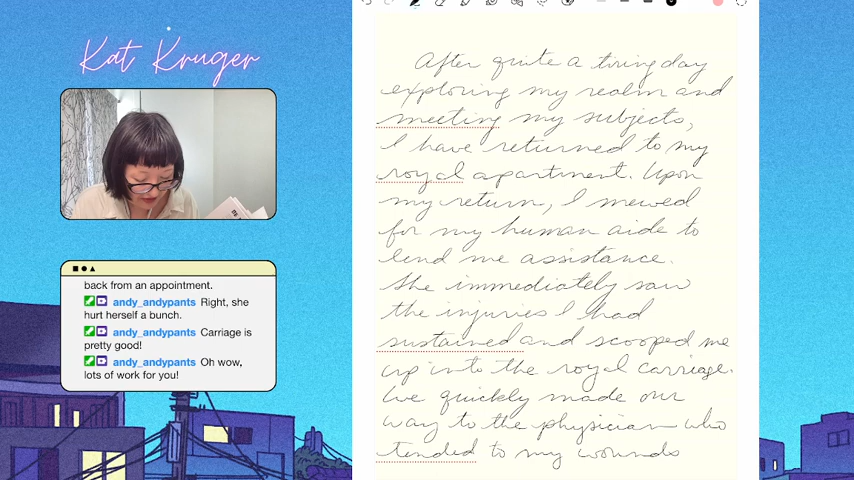 Kat Kruger
back from an appointment.
andy_andypants Right, she
hurt herself a bunch.
andy_andypants Carriage is
pretty good!
andy_andypants Oh wow,
lots of work for you!
After quite a tiring day
exploring my realm and
meeting my subjects,
I have returned to my
royal apartment. Upon
my return, I mewed
for my human aide to
lend me assistance.
She immediately saw
the injuries I had
sustained and scooped me
up into the royal carriage.
We quickly made our
way to the physician who
tended to my wounds